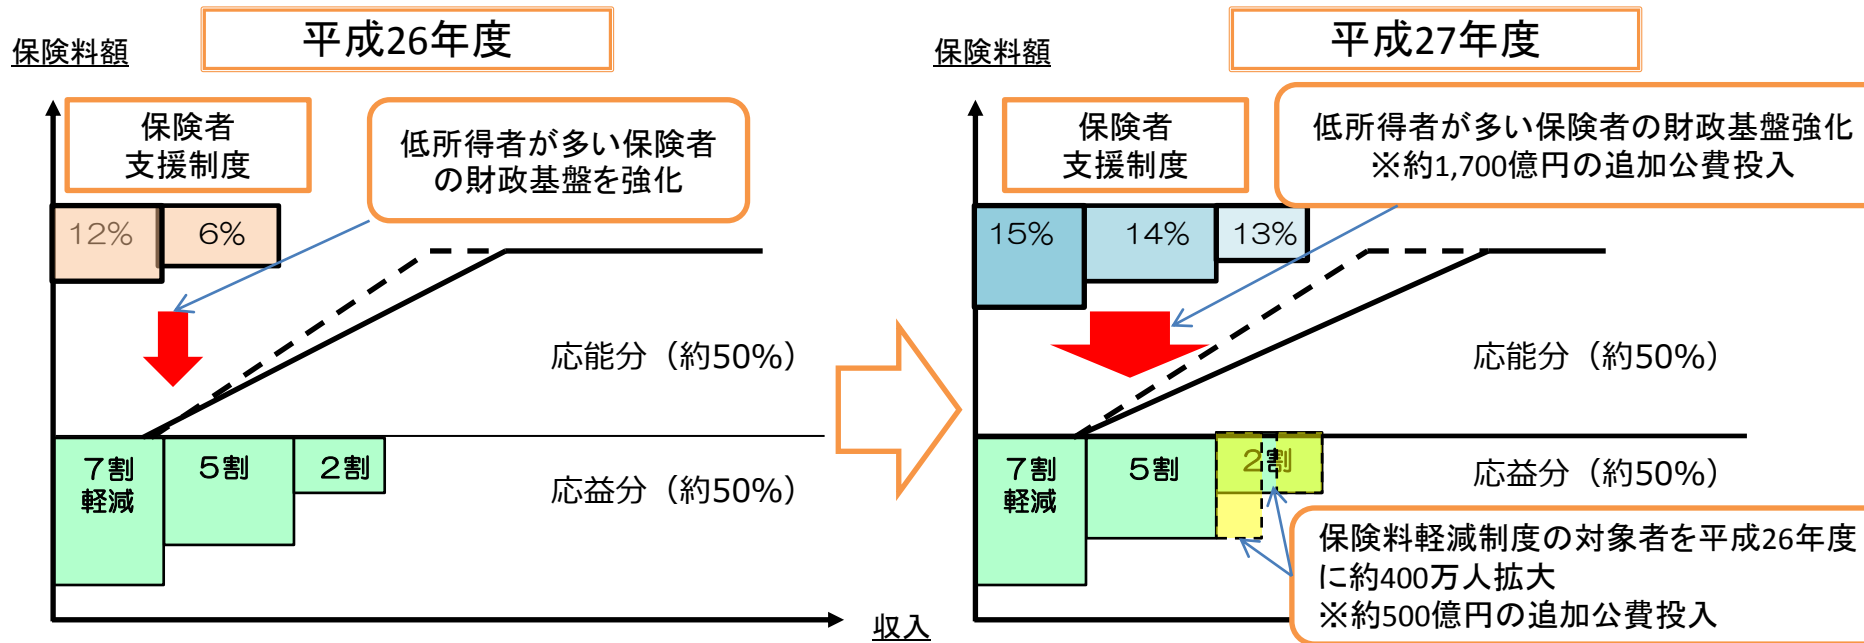 平成26年度
保険料額
保険者
支援制度
低所得者が多い保険者
の財政基盤を強化
12%
6%
応能分（約50%）
7割
軽減
5割
2割
応益分（約50%）
収入
平成27年度
保険料額
保険者
支援制度
低所得者が多い保険者の財政基盤強化
※約1,700億円の追加公費投入
15%
14%
13%
応能分（約50%）
7割
軽減
5割
2割
応益分（約50%）
保険料軽減制度の対象者を平成26年度
に約400万人拡大
※約500億円の追加公費投入